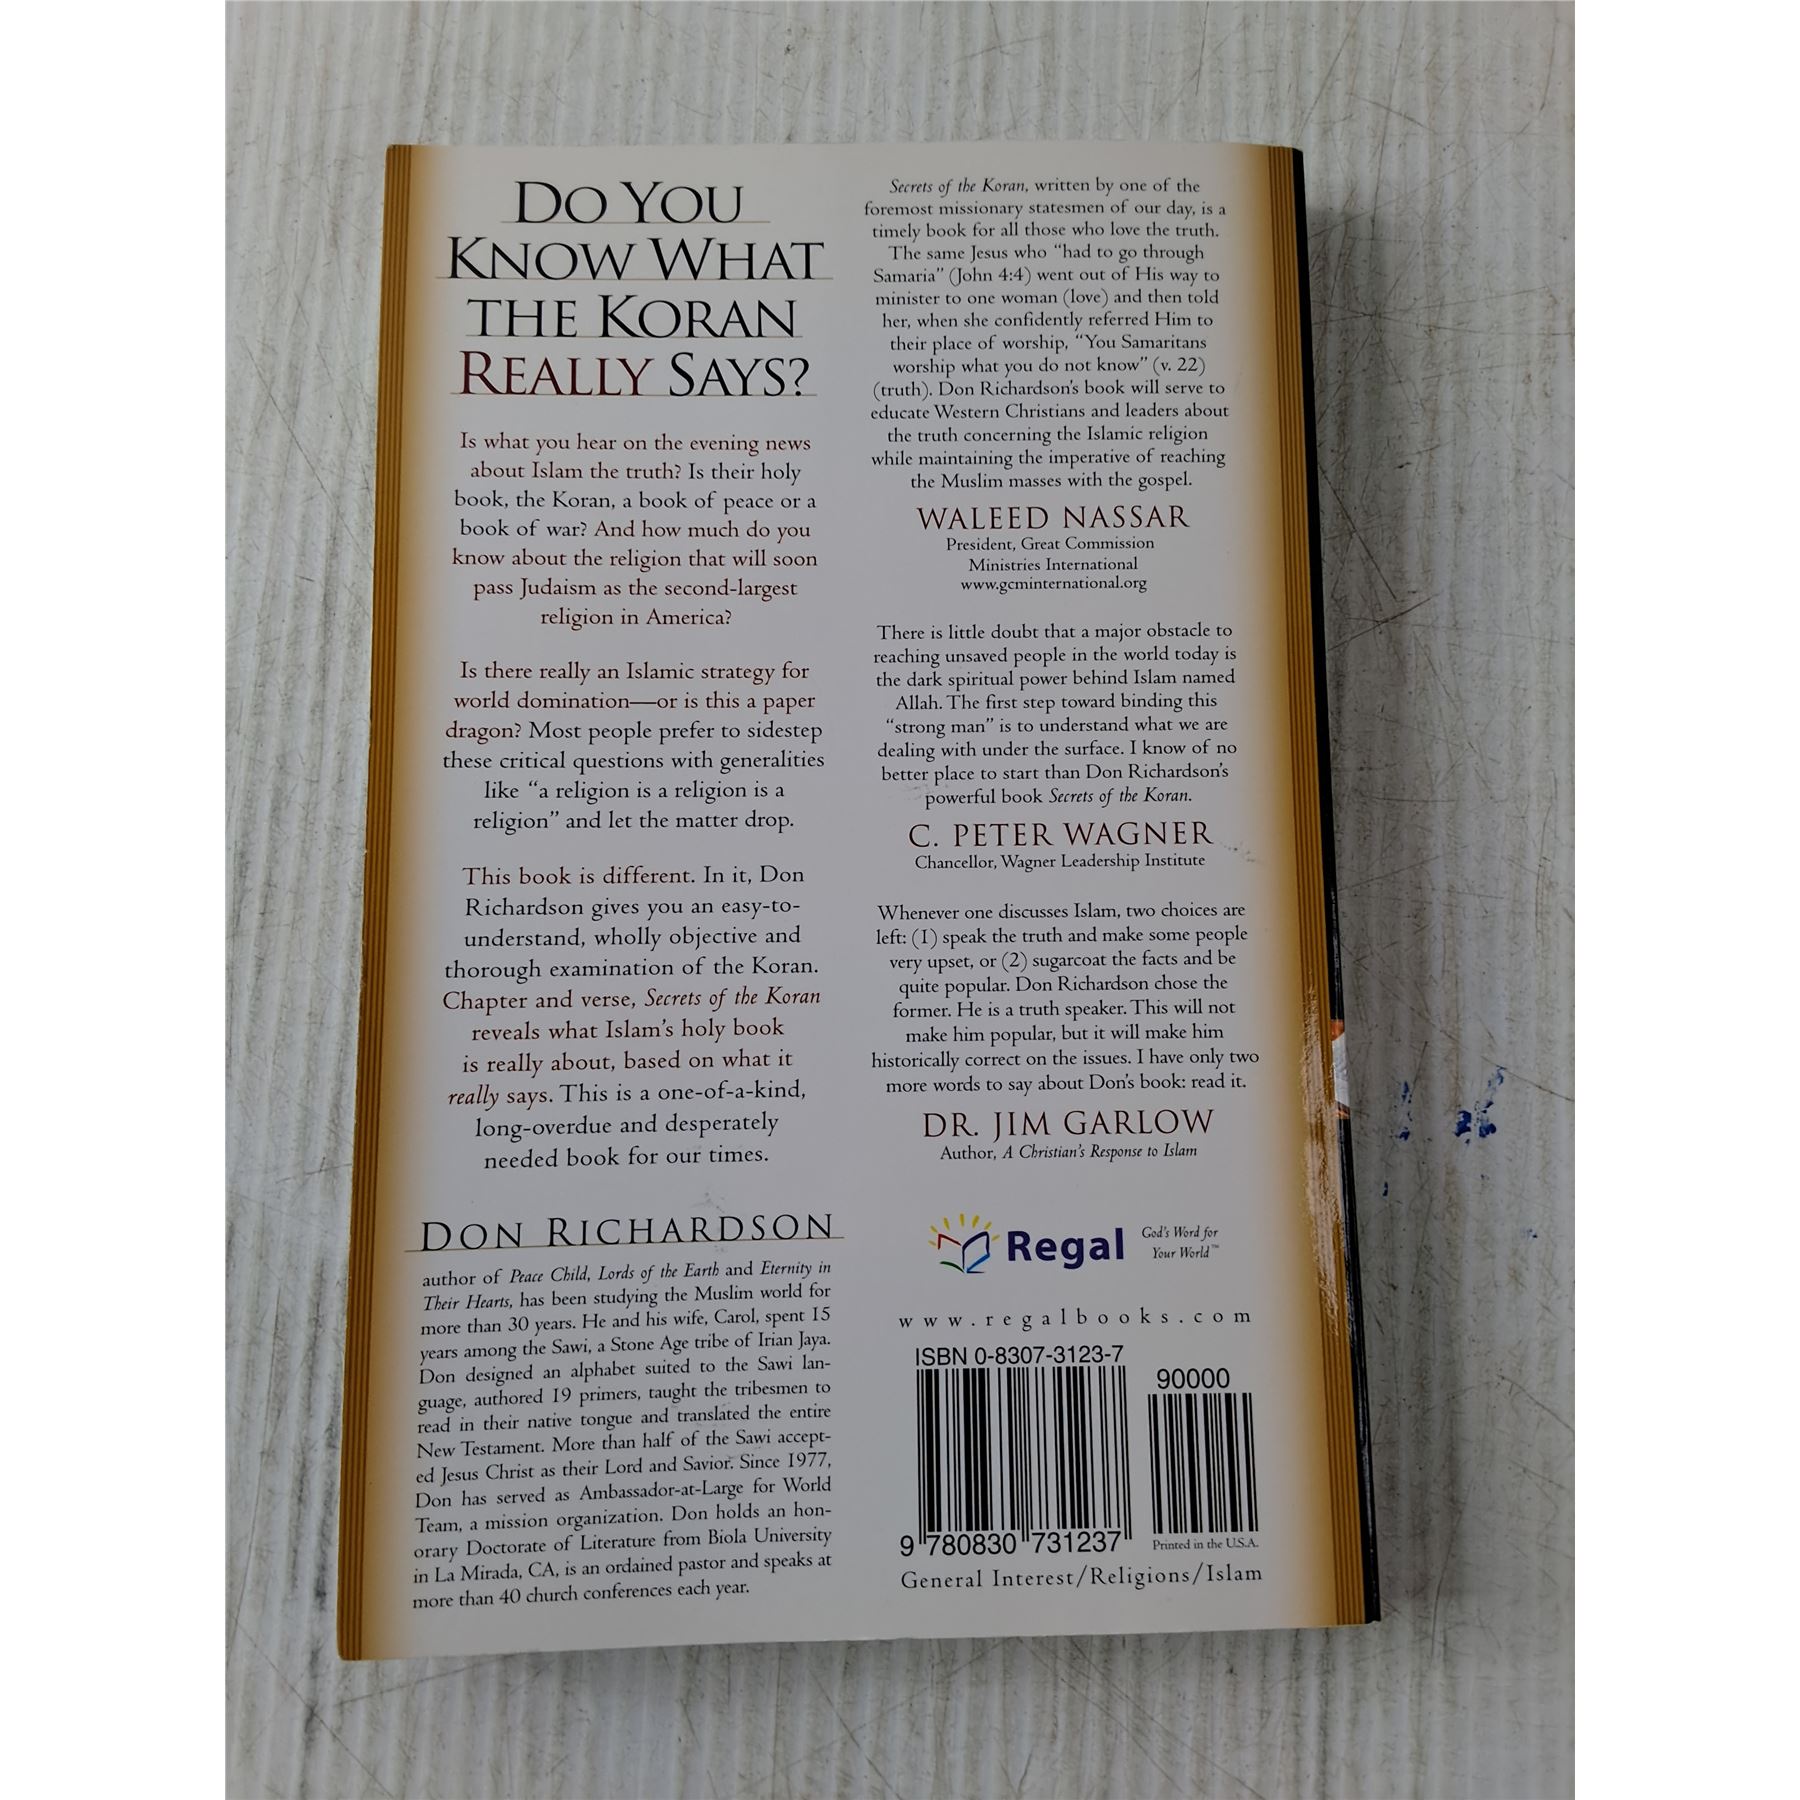 DO YOU
KNOW WHAT
THE KORAN
REALLY SAYS?
Is what you hear on the evening news
about Islam the truth? Is their holy
book, the Koran, a book of peace or a
book of war? And how much do you
know about the religion that will soon
pass Judaism as the second-largest
religion in America?
Is there really an Islamic strategy for
world domination—or is this a paper
dragon? Most people prefer to sidestep
these critical questions with generalities
like “a religion is a religion is a
religion” and let the matter drop.
This book is different. In it, Don
Richardson gives you an easy-to-
understand, wholly objective and
thorough examination of the Koran.
Chapter and verse, Secrets of the Koran
reveals what Islam’s holy book
is really about, based on what it
really says. This is a one-of-a-kind,
long-overdue and desperately
needed book for our times.
DON RICHARDSON
author of Peace Child, Lords of the Earth and Eternity in
Their Hearts, has been studying the Muslim world for
more than 30 years. He and his wife, Carol, spent 15
years among the Sawi, a Stone Age tribe of Irian Jaya.
Don designed an alphabet suited to the Sawi lan-
guage, authored 19 primers, taught the tribesmen to
read in their native tongue and translated the entire
New Testament. More than half of the Sawi accept-
ed Jesus Christ as their Lord and Savior. Since 1977,
Don has served as Ambassador-at-Large for World
Team, a mission organization. Don holds an hon-
orary Doctorate of Literature from Biola University
in La Mirada, CA, is an ordained pastor and speaks at
more than 40 church conferences each year.
Secrets of the Koran, written by one of the
foremost missionary statesmen of our day, is a
timely book for all those who love the truth.
The same Jesus who “had to go through
Samaria” (John 4:4) went out of His way to
minister to one woman (love) and then told
her, when she confidently referred Him to
their place of worship, “You Samaritans
worship what you do not know” (v. 22)
(truth). Don Richardson’s book will serve to
educate Western Christians and leaders about
the truth concerning the Islamic religion
while maintaining the imperative of reaching
the Muslim masses with the gospel.
WALEED NASSAR
President, Great Commission
Ministries International
www.gcminternational.org
There is little doubt that a major obstacle to
reaching unsaved people in the world today is
the dark spiritual power behind Islam named
Allah. The first step toward binding this
“strong man” is to understand what we are
dealing with under the surface. I know of no
better place to start than Don Richardson’s
powerful book Secrets of the Koran.
C. PETER WAGNER
Chancellor, Wagner Leadership Institute
Whenever one discusses Islam, two choices are
left: (1) speak the truth and make some people
very upset, or (2) sugarcoat the facts and be
quite popular. Don Richardson chose the
former. He is a truth speaker. This will not
make him popular, but it will make him
historically correct on the issues. I have only two
more words to say about Don’s book: read it.
DR. JIM GARLOW
Author, A Christian’s Response to Islam
Regal
God’s Word for
Your World™
www.regalbooks.com
ISBN 0-8307-3123-7
90000
9 780830 731237
Printed in the U.S.A.
General Interest/Religions/Islam